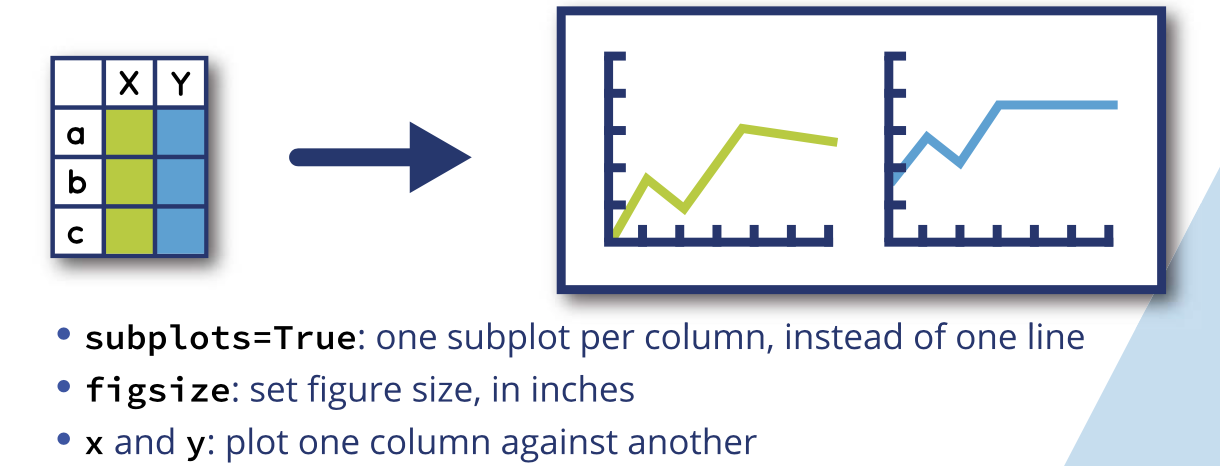 X Y
a
b
c
• subplots=True: one subplot per column, instead of one line
• figsize: set figure size, in inches
• x and y: plot one column against another